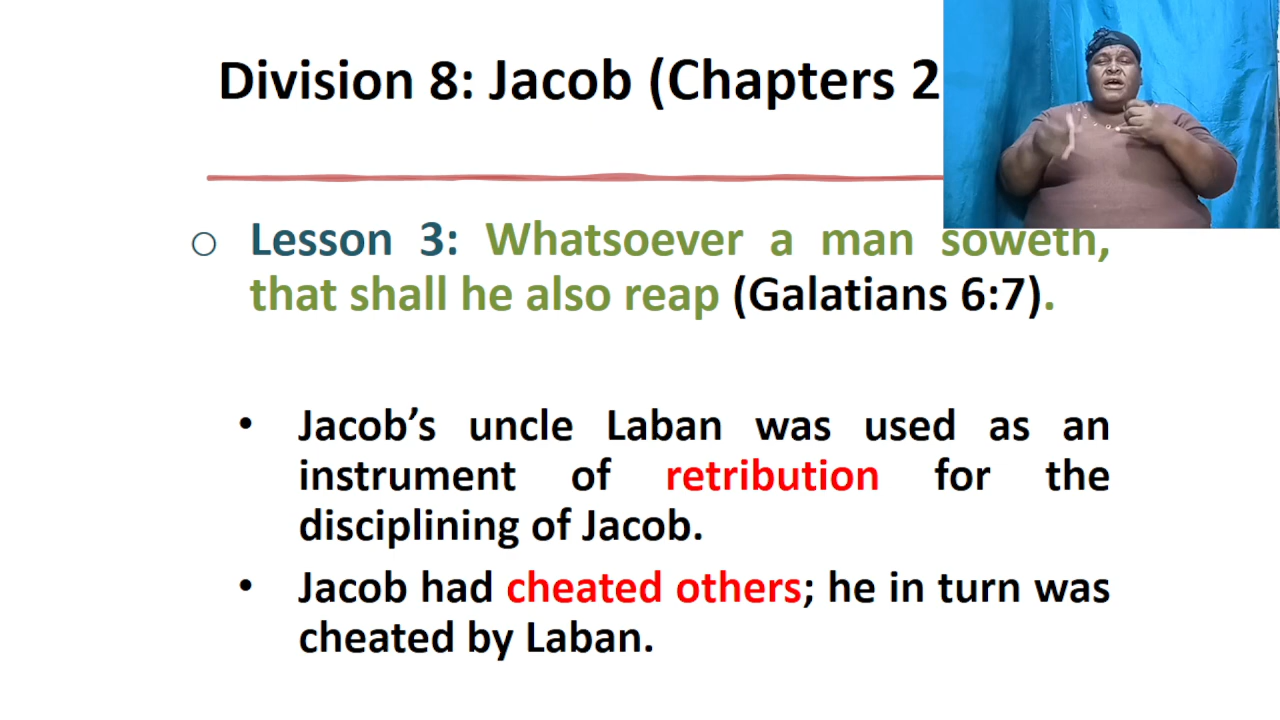 Division 8: Jacob (Chapters 2
Lesson 3: Whatsoever a man soweth,
that shall he also reap (Galatians 6:7).
Jacob’s uncle Laban was used as an
instrument of retribution for the
disciplining of Jacob.
Jacob had cheated others; he in turn was
cheated by Laban.